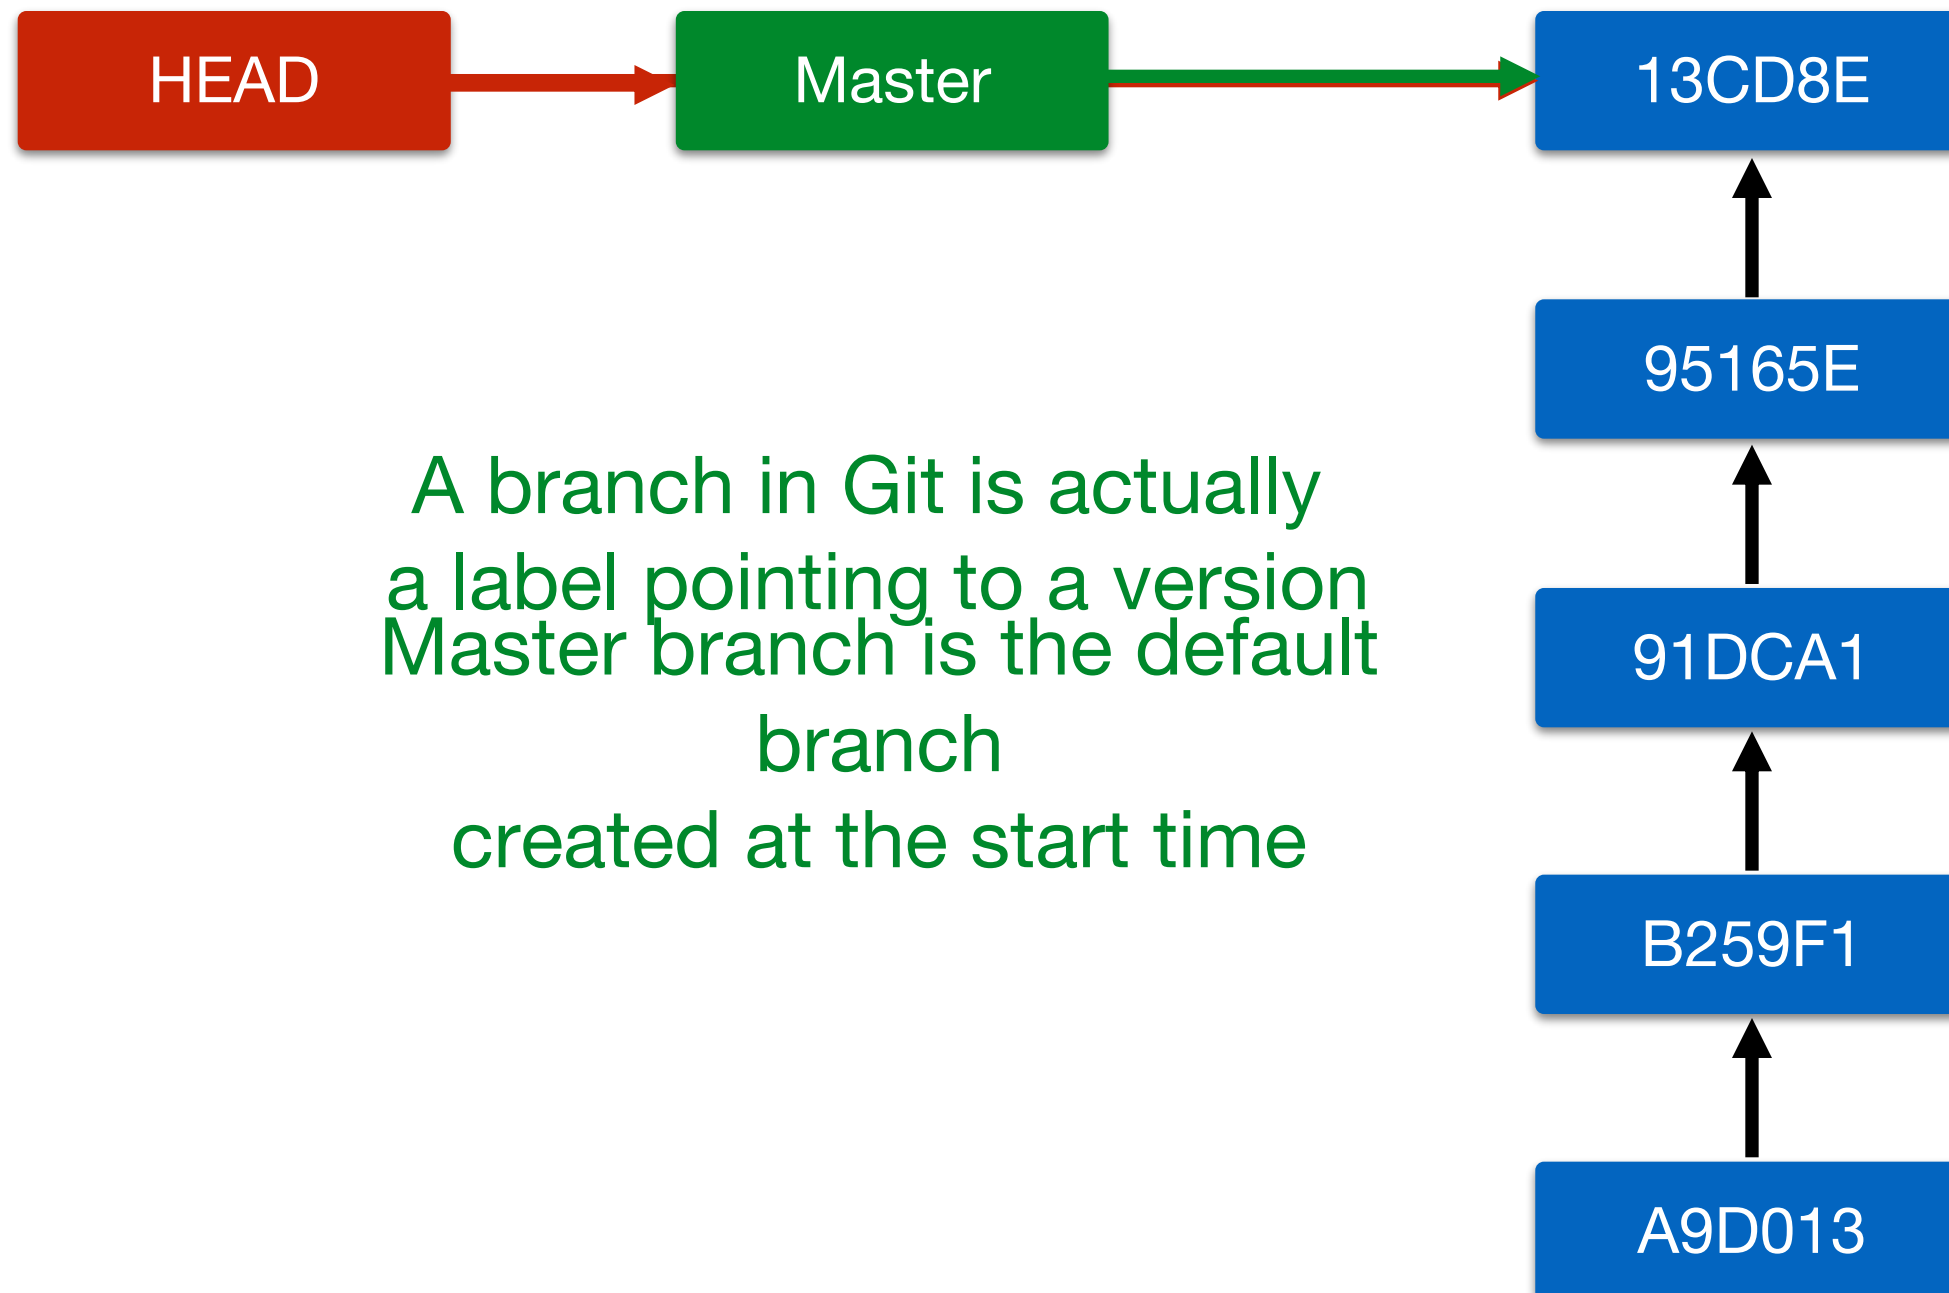 HEAD
Master
13CD8E
95165E
A branch in Git is actually
a label pointing to a version
Master branch is the default
branch
created at the start time
91DCA1
B259F1
A9D013